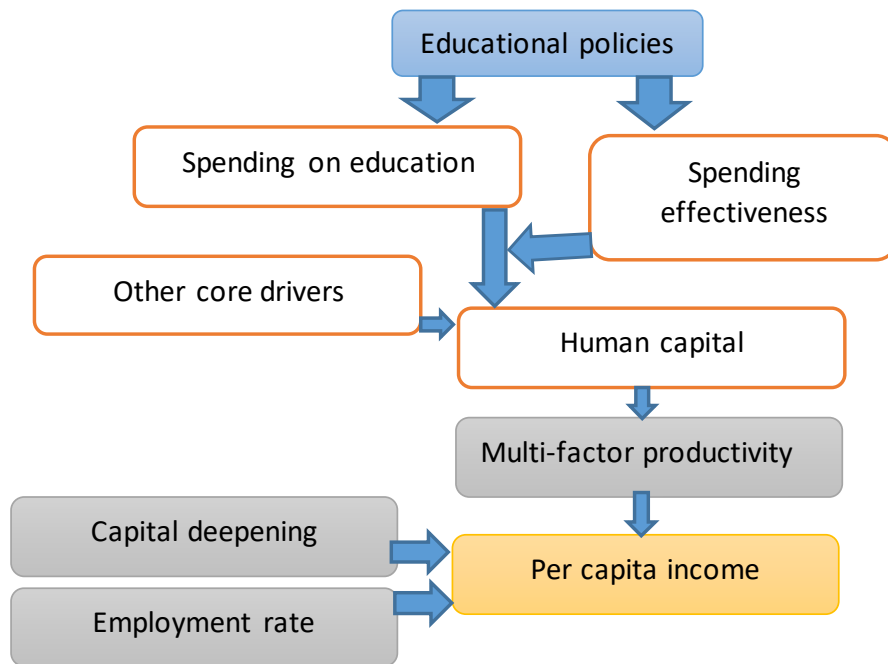 Educational policies
Spending on education
Spending
effectiveness
Other core drivers
Human capital
Multi-factor productivity
Capital deepening
Per capita income
Employment rate